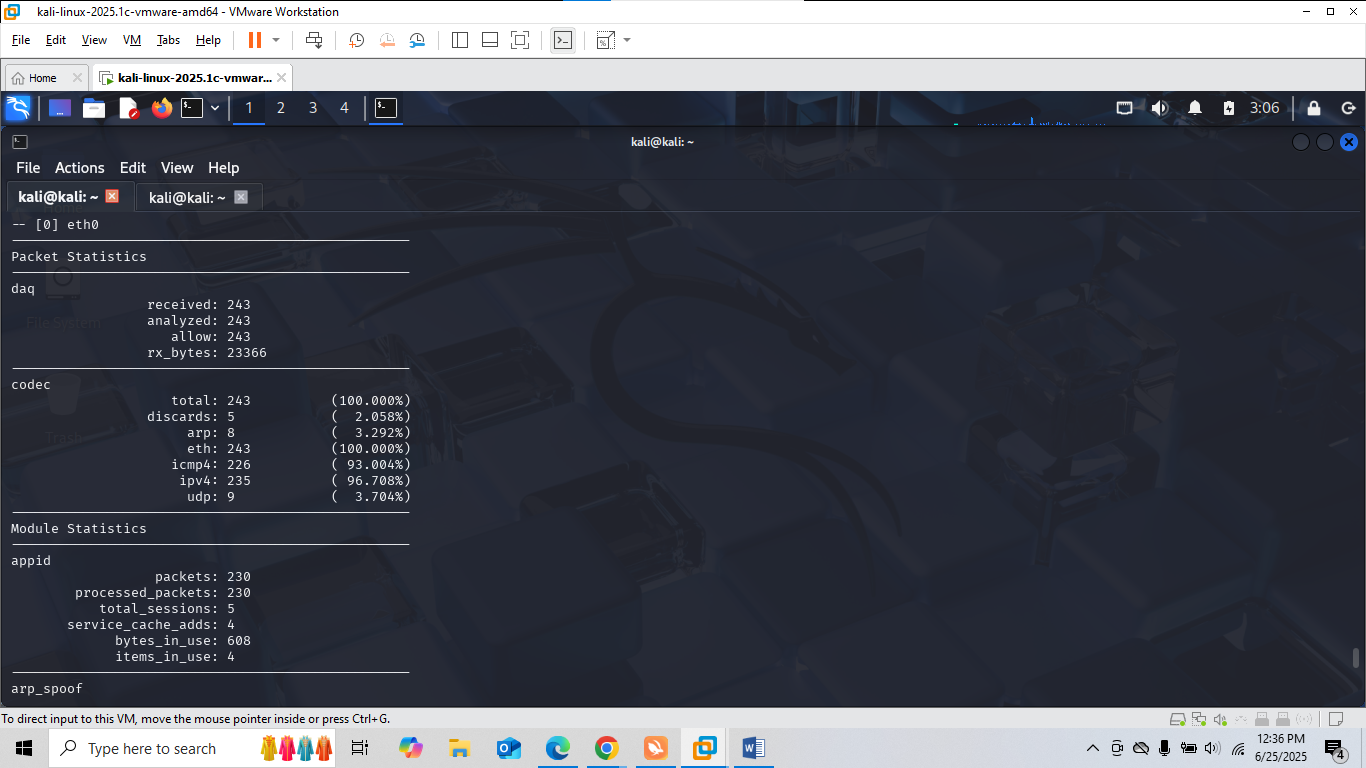 kali-linux-2025.1c-vmware-amd64 - VMware Workstation
File Edit View VM Tabs Help
Home kali-linux-2025.1c-vmwar...
1 2 3 4 3:06
kali@kali: ~
File Actions Edit View Help
kali@kali: ~ kali@kali: ~
-- [0] eth0
Packet Statistics
daq
received: 243
analyzed: 243
File System
allow: 243
rx_bytes: 23366
codec
total: 243 (100.000%)
discards: 5 ( 2.058%)
arp: 8 ( 3.292%)
Trash
eth: 243 (100.000%)
icmp4: 226 ( 93.004%)
ipv4: 235 ( 96.708%)
udp: 9 ( 3.704%)
Module Statistics
appid
packets: 230
processed_packets: 230
total_sessions: 5
service_cache_adds: 4
bytes_in_use: 608
items_in_use: 4
arp_spoof
To direct input to this VM, move the mouse pointer inside or press Ctrl+G.
Type here to search
12:36 PM
6/25/2025
4